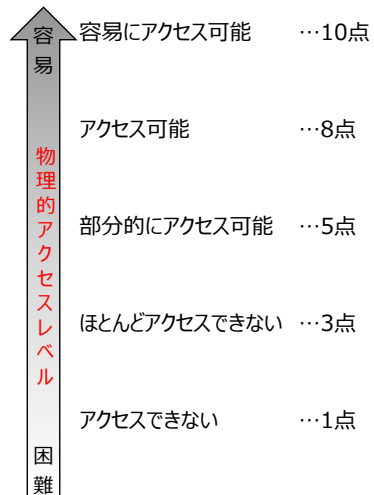 容易
容易にアクセス可能 …10点
アクセス可能 …8点
物理的アクセスレベル
部分的にアクセス可能 …5点
ほとんどアクセスできない …3点
アクセスできない …1点
困難